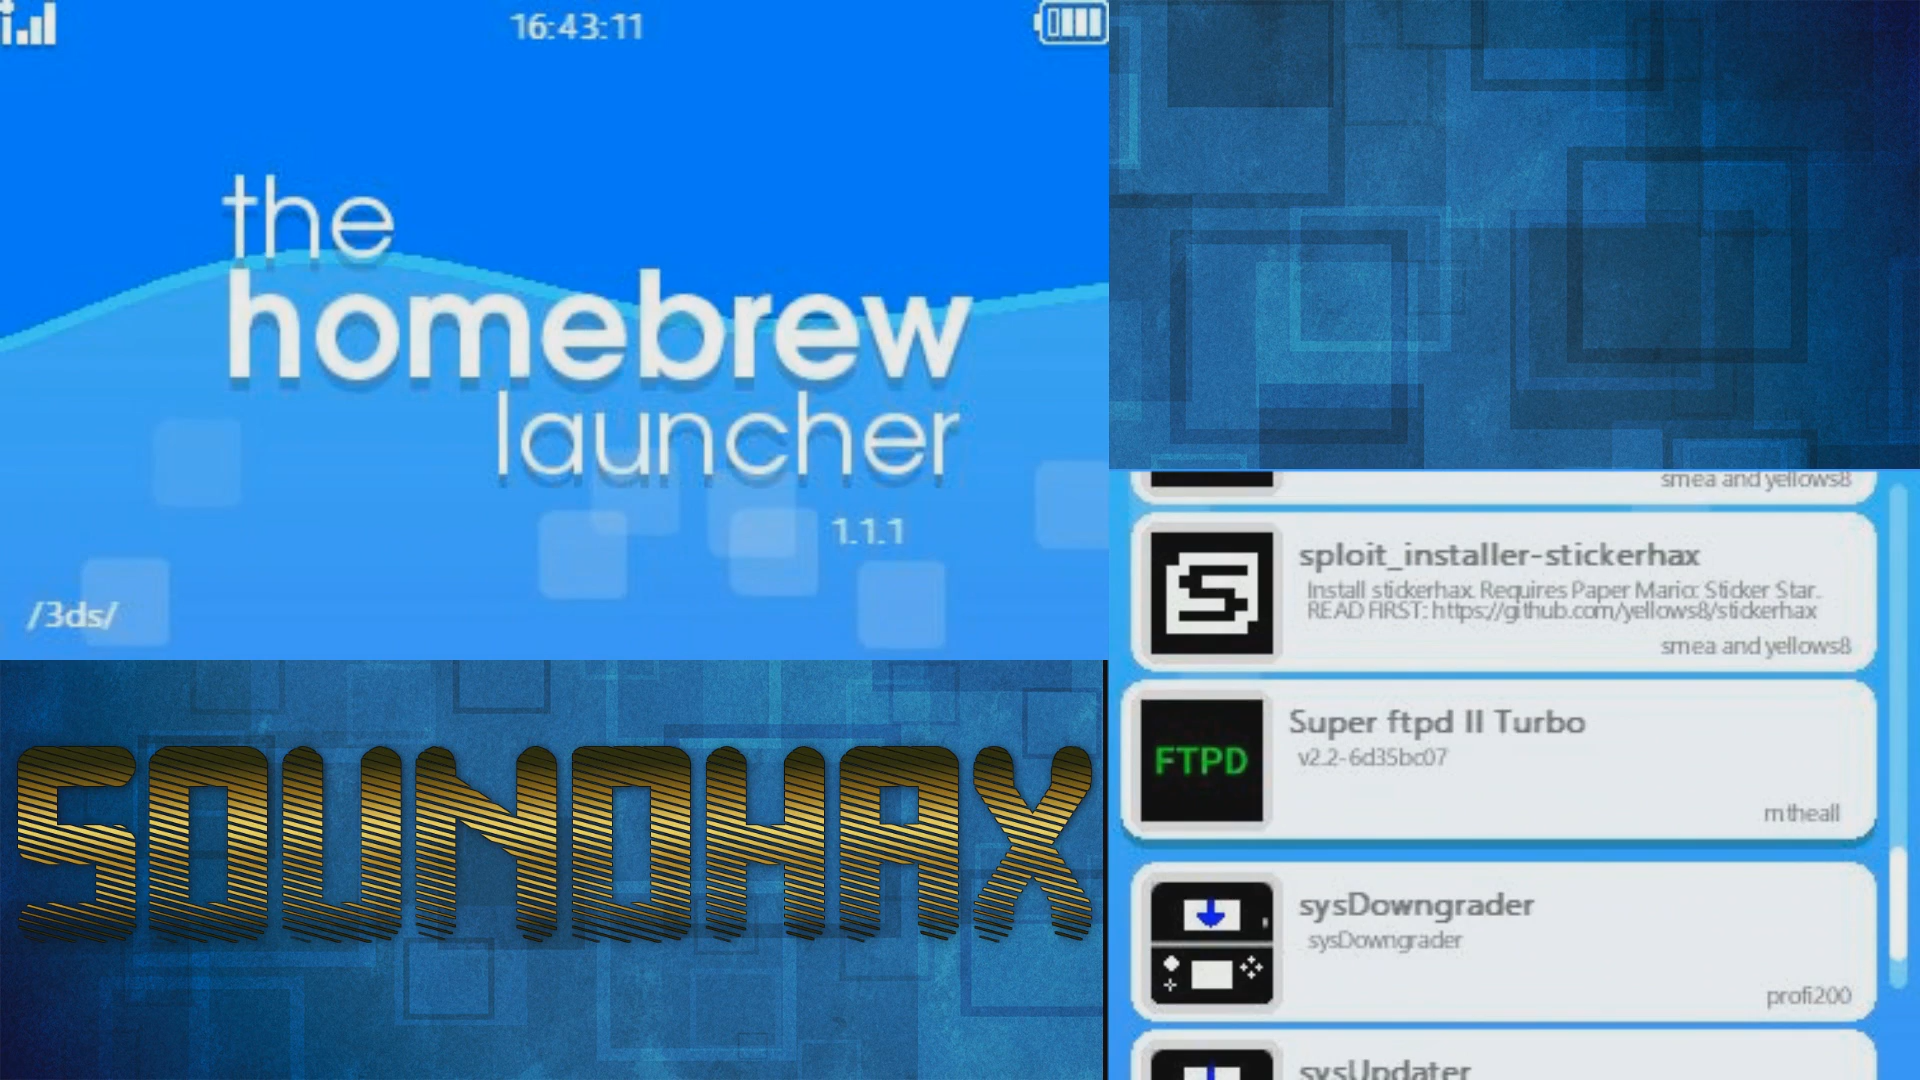 16:43:11
the
homebrew
launcher
1.1.1
/3ds/
SOUNDHAX
smea and yellows8
sploit_installer-stickerhax
Install stickerhax. Requires Paper Mario: Sticker Star.
READ FIRST: https://github.com/yellows8/stickerhax
smea and yellows8
Super ftpd II Turbo
v2.2-6d35bc07
FTPD
mtheall
sysDowngrader
sysDowngrader
profi200
sysUpdater